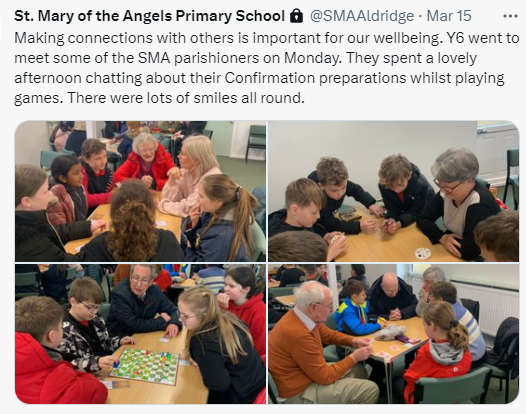 St. Mary of the Angels Primary School @SMAAldridge · Mar 15 ···
Making connections with others is important for our wellbeing. Y6 went to
meet some of the SMA parishioners on Monday. They spent a lovely
afternoon chatting about their Confirmation preparations whilst playing
games. There were lots of smiles all round.